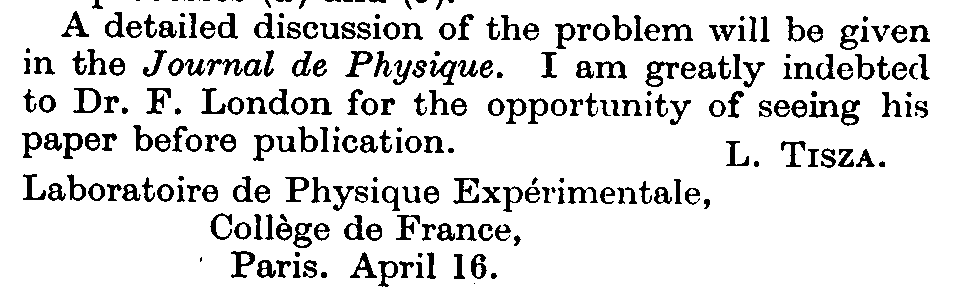 A detailed discussion of the problem will be given
in the Journal de Physique. I am greatly indebted
to Dr. F. London for the opportunity of seeing his
paper before publication.
L. TISZA.
Laboratoire de Physique Expérimentale,
Collège de France,
Paris. April 16.